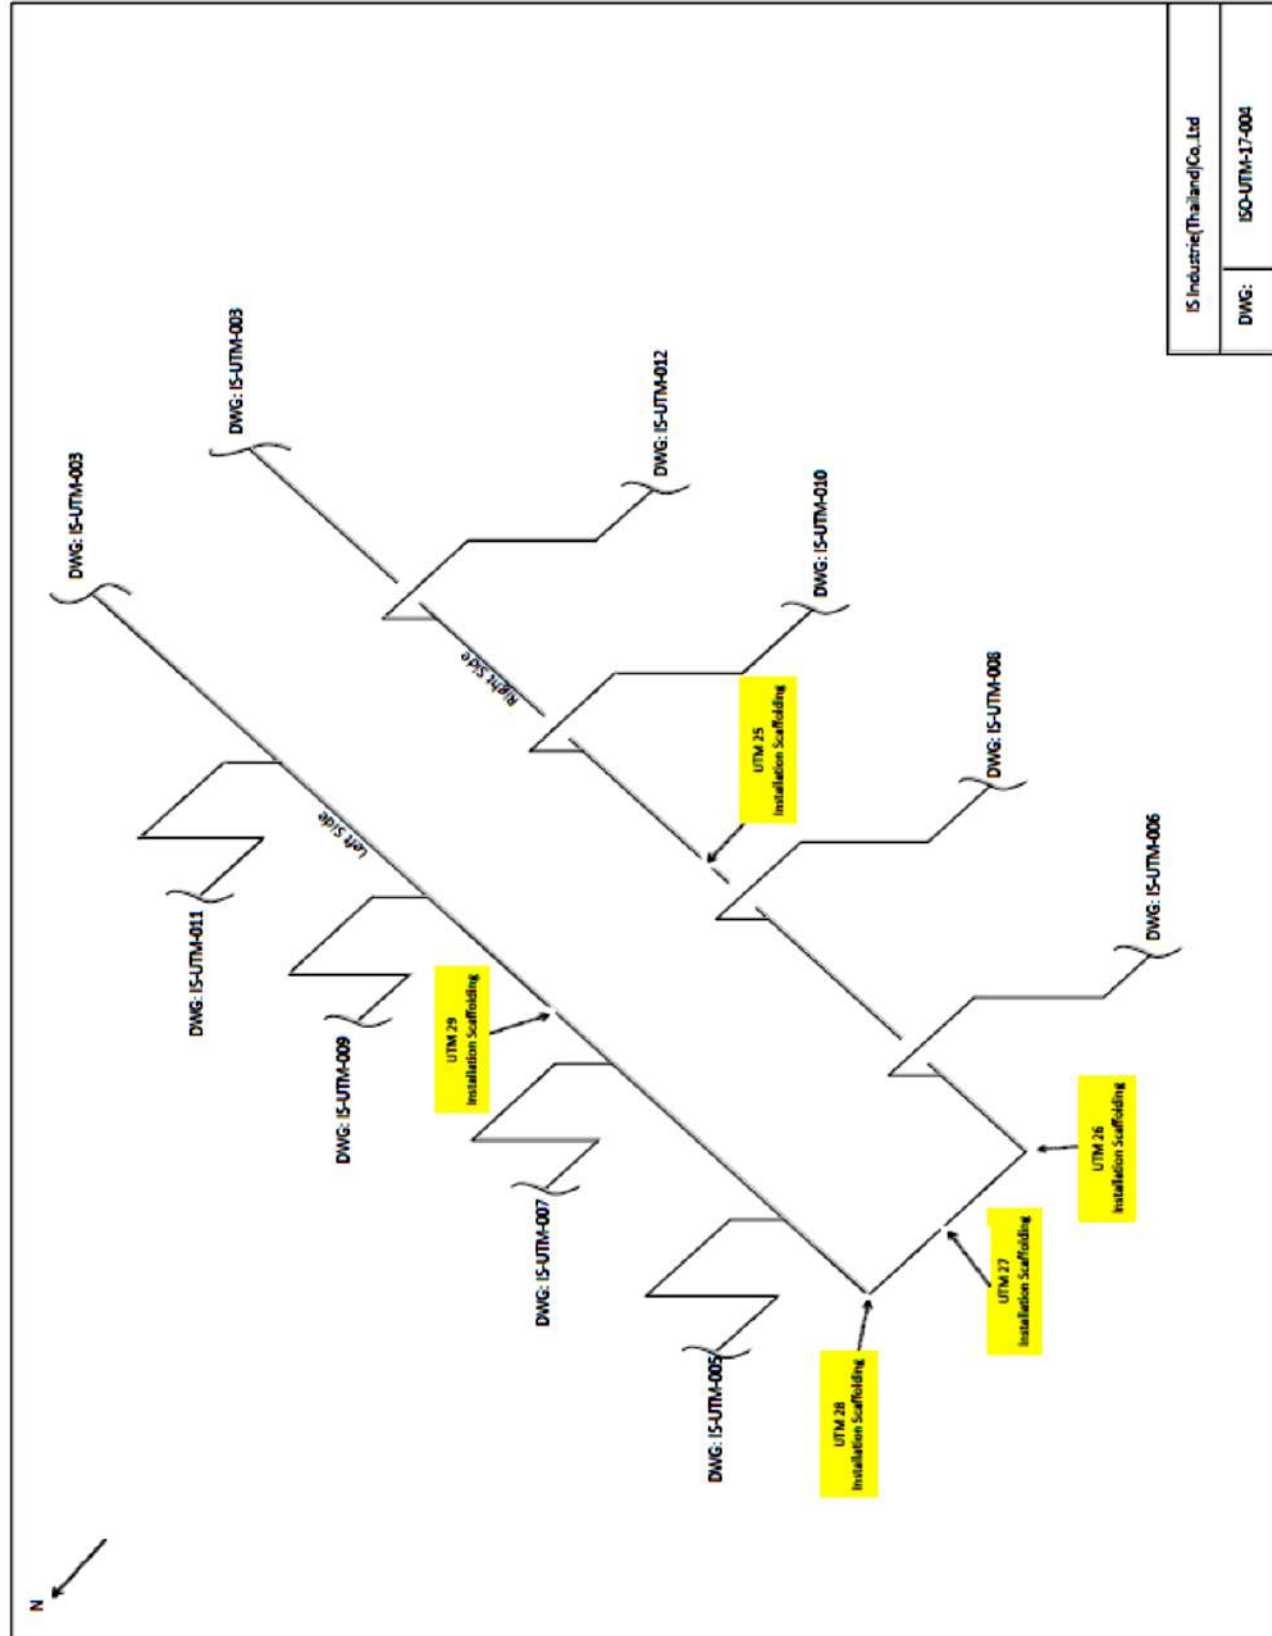 N
DWG: IS-UTM-003
DWG: IS-UTM-003
DWG: IS-UTM-011
Left Side
Right Side
DWG: IS-UTM-012
DWG: IS-UTM-009
DWG: IS-UTM-010
UTM 29
Installation Scaffolding
UTM 25
Installation Scaffolding
DWG: IS-UTM-007
DWG: IS-UTM-008
DWG: IS-UTM-005
DWG: IS-UTM-006
UTM 28
Installation Scaffolding
UTM 27
Installation Scaffolding
UTM 26
Installation Scaffolding
IS Industrie(Thailand)Co,.Ltd
DWG: ISO-UTM-17-004